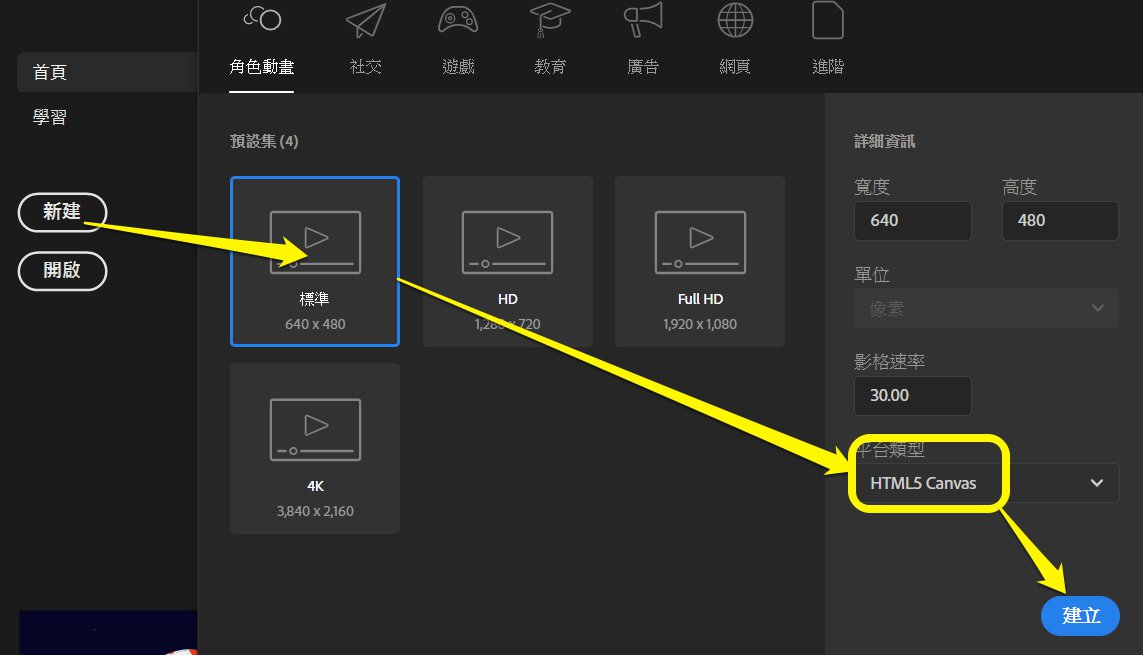 角色動畫
社交
遊戲
教育
廣告
網頁
進階
首頁
學習
新建
開啟
預設集 (4)
標準
640 x 480
HD
1,280 x 720
Full HD
1,920 x 1,080
4K
3,840 x 2,160
詳細資訊
寬度
高度
640
480
單位
像素
影格速率
30.00
平台類型
HTML5 Canvas
建立